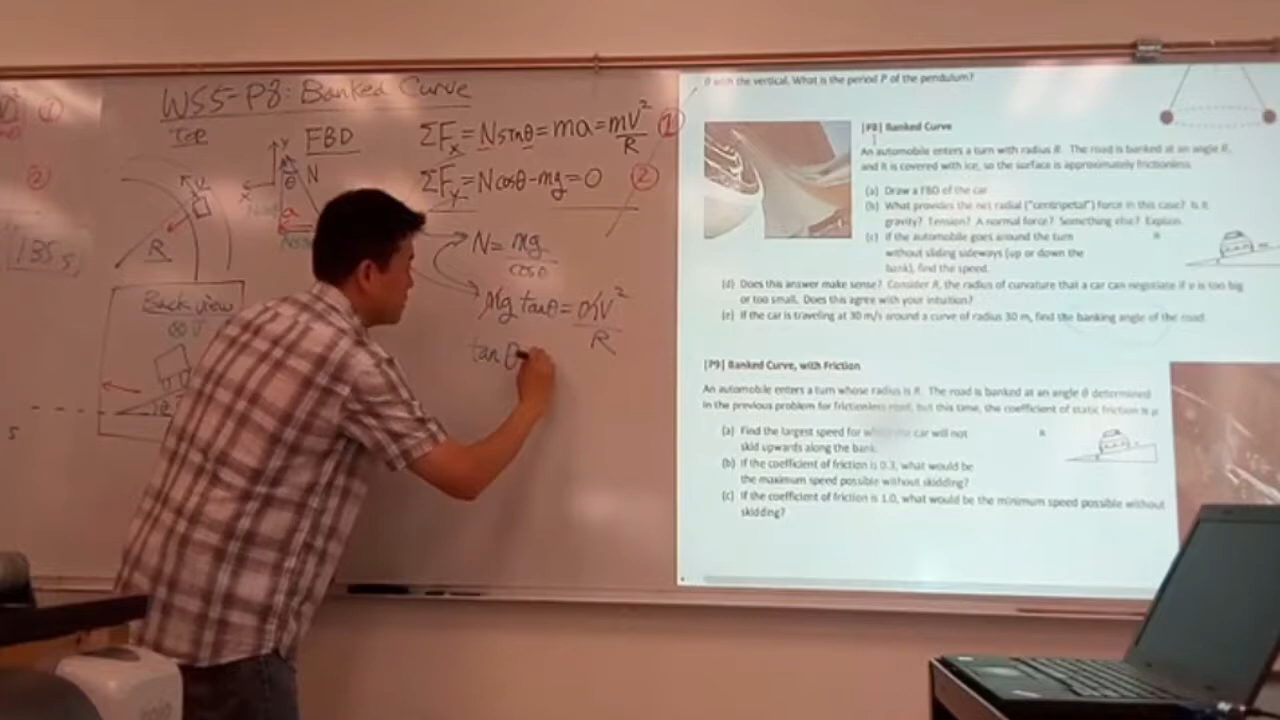 WS5-P8: Banked Curve
Top
FBD
y
x
θ
N
a
V
R
ΣFx = Nsinθ = ma = mV²/R ①
ΣFy = Ncosθ - mg = 0 ②
N = mg/cosθ
mg tanθ = mV²/R
tan θ
①
②
135 s
5
Back view
⊗ V
θ
θ with the vertical. What is the period P of the pendulum?
[P8] Banked Curve
An automobile enters a turn with radius R. The road is banked at an angle θ,
and it is covered with ice, so the surface is approximately frictionless.
(a) Draw a FBD of the car
(b) What provides the net radial ("centripetal") force in this case? Is it
gravity? Tension? A normal force? Something else? Explain.
(c) If the automobile goes around the turn
without sliding sideways (up or down the
bank), find the speed.
R
(d) Does this answer make sense? Consider R, the radius of curvature that a car can negotiate if v is too big
or too small. Does this agree with your intuition?
(e) If the car is traveling at 30 m/s around a curve of radius 30 m, find the banking angle of the road.
[P9] Banked Curve, with Friction
An automobile enters a turn whose radius is R. The road is banked at an angle θ determined
in the previous problem for frictionless road, but this time, the coefficient of static friction is μ
(a) Find the largest speed for which the car will not
skid upwards along the bank.
R
(b) If the coefficient of friction is 0.3, what would be
the maximum speed possible without skidding?
(c) If the coefficient of friction is 1.0, what would be the minimum speed possible without
skidding?